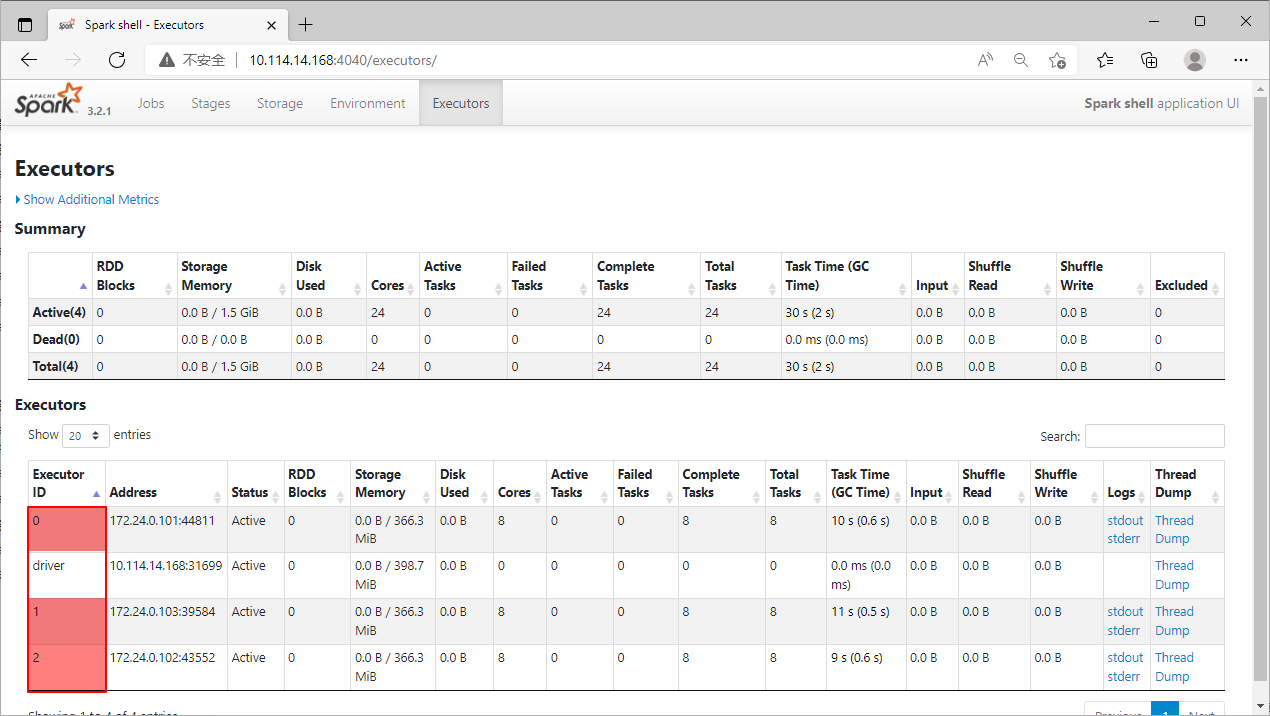 Spark shell - Executors
不安全 10.114.14.168:4040/executors/
APACHE Spark 3.2.1 Jobs Stages Storage Environment Executors Spark shell application UI
Executors
Show Additional Metrics
Summary
RDD Blocks Storage Memory Disk Used Cores Active Tasks Failed Tasks Complete Tasks Total Tasks Task Time (GC Time) Input Shuffle Read Shuffle Write Excluded
Active(4) 0 0.0 B / 1.5 GiB 0.0 B 24 0 0 24 24 30 s (2 s) 0.0 B 0.0 B 0.0 B 0
Dead(0) 0 0.0 B / 0.0 B 0.0 B 0 0 0 0 0 0.0 ms (0.0 ms) 0.0 B 0.0 B 0.0 B 0
Total(4) 0 0.0 B / 1.5 GiB 0.0 B 24 0 0 24 24 30 s (2 s) 0.0 B 0.0 B 0.0 B 0
Executors
Show 20 entries Search:
Executor ID Address Status RDD Blocks Storage Memory Disk Used Cores Active Tasks Failed Tasks Complete Tasks Total Tasks Task Time (GC Time) Input Shuffle Read Shuffle Write Logs Thread Dump
0 172.24.0.101:44811 Active 0 0.0 B / 366.3 MiB 0.0 B 8 0 0 8 8 10 s (0.6 s) 0.0 B 0.0 B 0.0 B stdout stderr Thread Dump
driver 10.114.14.168:31699 Active 0 0.0 B / 398.7 MiB 0.0 B 0 0 0 0 0 0.0 ms (0.0 ms) 0.0 B 0.0 B 0.0 B Thread Dump
1 172.24.0.103:39584 Active 0 0.0 B / 366.3 MiB 0.0 B 8 0 0 8 8 11 s (0.5 s) 0.0 B 0.0 B 0.0 B stdout stderr Thread Dump
2 172.24.0.102:43552 Active 0 0.0 B / 366.3 MiB 0.0 B 8 0 0 8 8 9 s (0.6 s) 0.0 B 0.0 B 0.0 B stdout stderr Thread Dump
Showing 1 to 4 of 4 entries Previous 1 Next